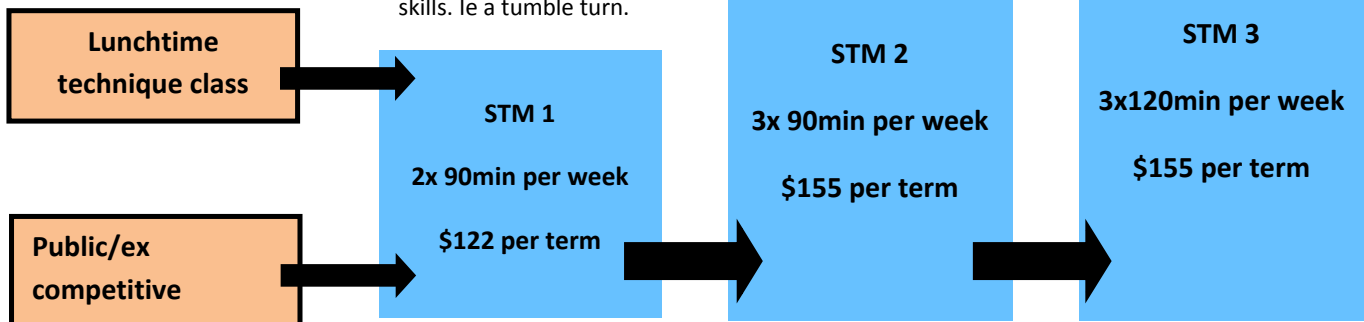 skills. Ie a tumble turn.
Lunchtime
technique class
Public/ex
competitive
STM 1
2x 90min per week
$122 per term
STM 2
3x 90min per week
$155 per term
STM 3
3x120min per week
$155 per term